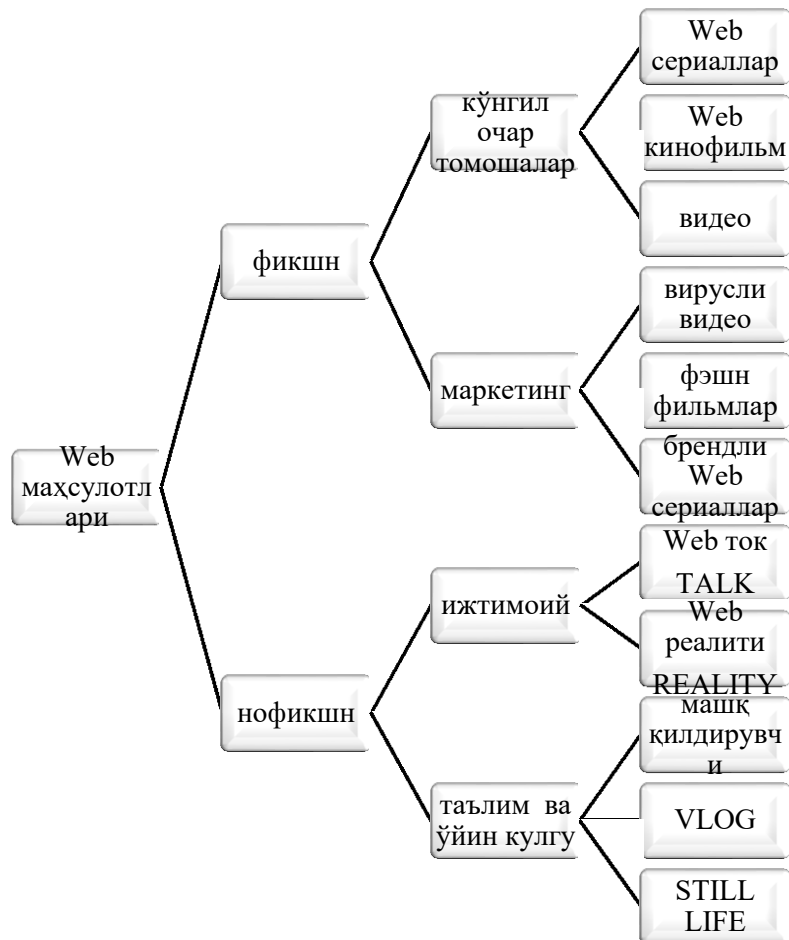 Web
сериаллар
кўнгил
очар
томошалар
Web
кинофильм
видео
фикшн
вирусли
видео
маркетинг
фэшн
фильмлар
брендли
Web
сериаллар
Web
маҳсулотл
ари
Web ток
TALK
ижтимоий
Web
реалити
REALITY
нофикшн
машқ
қилдирувч
и
таълим ва
ўйин кулгу
VLOG
STILL
LIFE